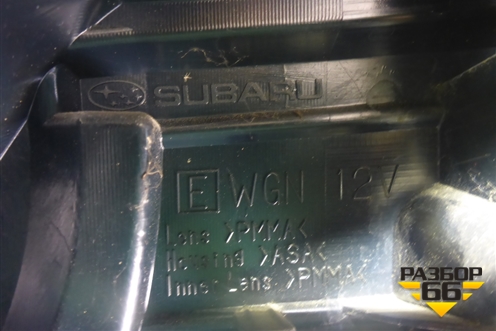 SUBARU
E WGN 12V
Lens >PMMA<
Housing >ASA<
Inner Lens >PMMA<
РАЗБОР
66